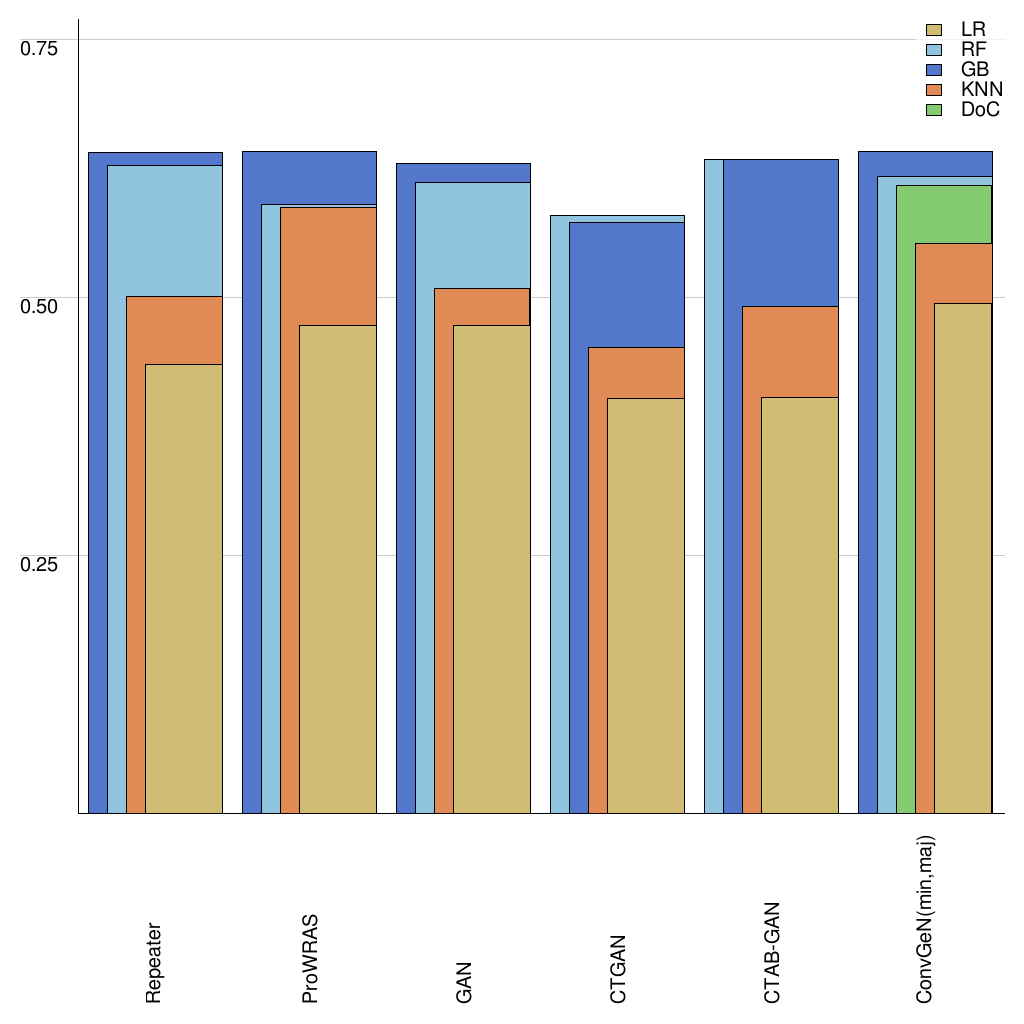 0.75
0.50
0.25
LR
RF
GB
KNN
DoC
Repeater
ProWRAS
GAN
CTGAN
CTAB-GAN
ConvGeN(min,maj)